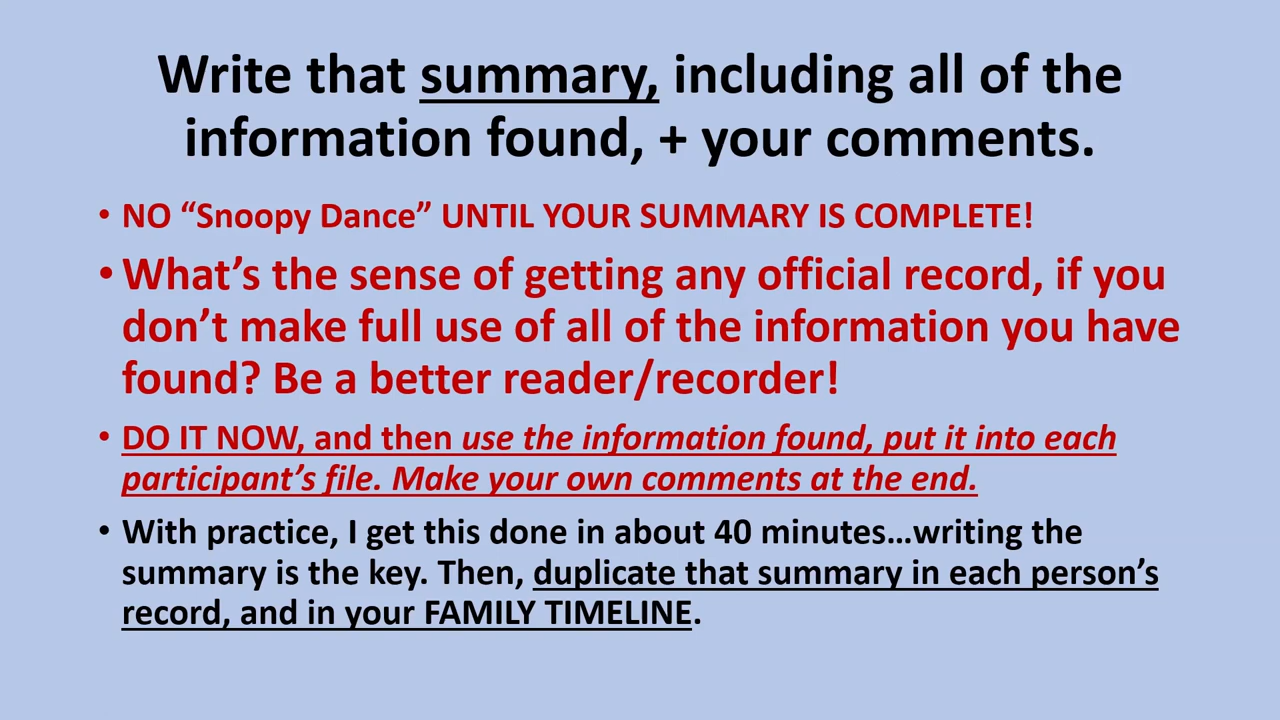 Write that summary, including all of the
information found, + your comments.
• NO “Snoopy Dance” UNTIL YOUR SUMMARY IS COMPLETE!
• What’s the sense of getting any official record, if you
don’t make full use of all of the information you have
found? Be a better reader/recorder!
• DO IT NOW, and then use the information found, put it into each
participant’s file. Make your own comments at the end.
• With practice, I get this done in about 40 minutes…writing the
summary is the key. Then, duplicate that summary in each person’s
record, and in your FAMILY TIMELINE.